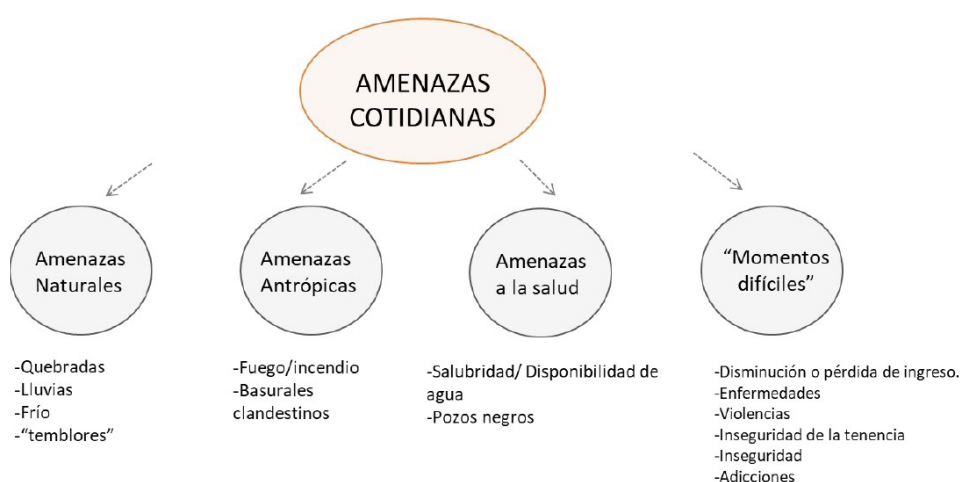 AMENAZAS
COTIDIANAS
Amenazas
Naturales
-Quebradas
-Lluvias
-Frío
-“temblores”
Amenazas
Antrópicas
-Fuego/incendio
-Basurales
clandestinos
Amenazas
a la salud
-Salubridad/ Disponibilidad de
agua
-Pozos negros
“Momentos
difíciles”
-Disminución o pérdida de ingreso.
-Enfermedades
-Violencias
-Inseguridad de la tenencia
-Inseguridad
-Adicciones